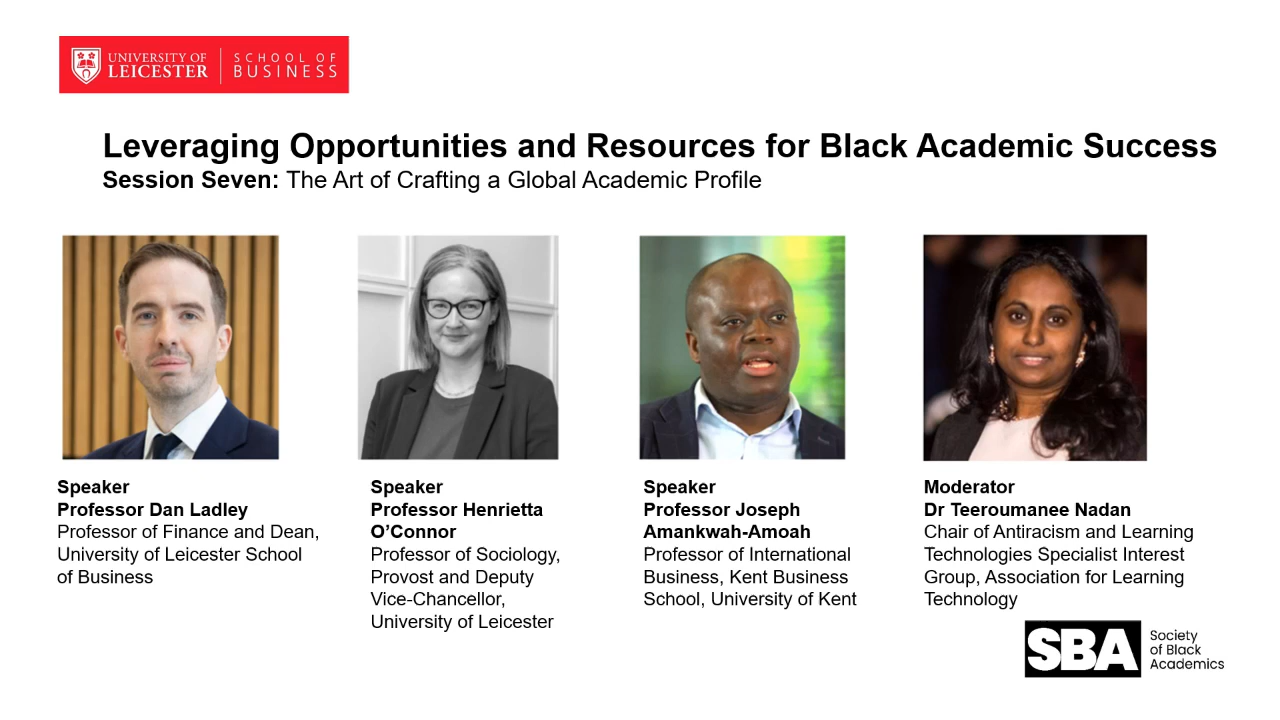 UNIVERSITY OF
LEICESTER
SCHOOL OF
BUSINESS
Leveraging Opportunities and Resources for Black Academic Success
Session Seven: The Art of Crafting a Global Academic Profile
Speaker
Professor Dan Ladley
Professor of Finance and Dean,
University of Leicester School
of Business
Speaker
Professor Henrietta
O’Connor
Professor of Sociology,
Provost and Deputy
Vice-Chancellor,
University of Leicester
Speaker
Professor Joseph
Amankwah-Amoah
Professor of International
Business, Kent Business
School, University of Kent
Moderator
Dr Teeroumanee Nadan
Chair of Antiracism and Learning
Technologies Specialist Interest
Group, Association for Learning
Technology
SBA
Society
of Black
Academics